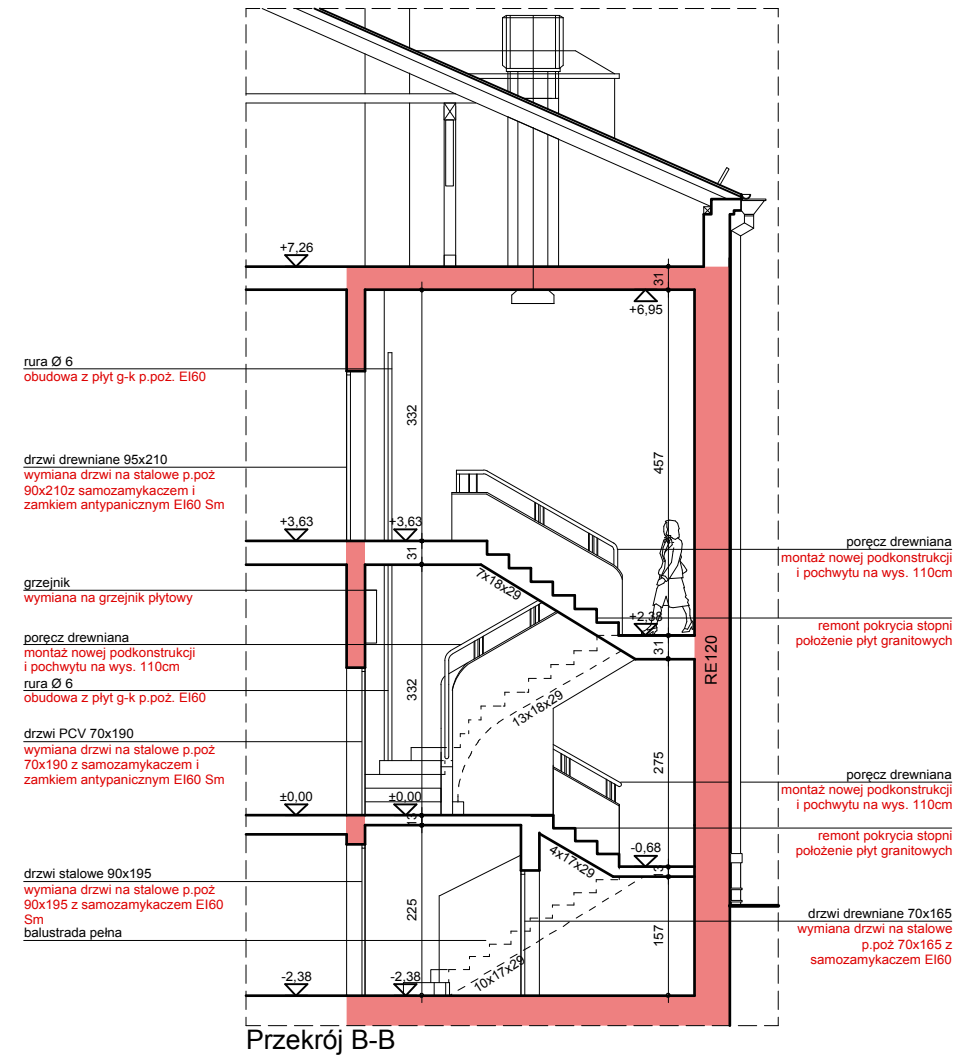 +7,26
31
+6,95
rura Ø 6
obudowa z płyt g-k p.poż. EI60
332
457
drzwi drewniane 95x210
wymiana drzwi na stalowe p.poż
90x210z samozamykaczem i
zamkiem antypanicznym EI60 Sm
+3,63
+3,63
31
7x18x29
poręcz drewniana
montaż nowej podkonstrukcji
i pochwytu na wys. 110cm
grzejnik
wymiana na grzejnik płytowy
+2,38
remont pokrycia stopni
położenie płyt granitowych
31
RE120
poręcz drewniana
montaż nowej podkonstrukcji
i pochwytu na wys. 110cm
rura Ø 6
obudowa z płyt g-k p.poż. EI60
332
13x18x29
drzwi PCV 70x190
wymiana drzwi na stalowe p.poż
70x190 z samozamykaczem i
zamkiem antypanicznym EI60 Sm
275
poręcz drewniana
montaż nowej podkonstrukcji
i pochwytu na wys. 110cm
±0,00
±0,00
13
remont pokrycia stopni
położenie płyt granitowych
-0,68
4x17x29
13
drzwi stalowe 90x195
wymiana drzwi na stalowe p.poż
90x195 z samozamykaczem EI60
Sm
balustrada pełna
225
157
drzwi drewniane 70x165
wymiana drzwi na stalowe
p.poż 70x165 z
samozamykaczem EI60
10x17x29
-2,38
-2,38
Przekrój B-B